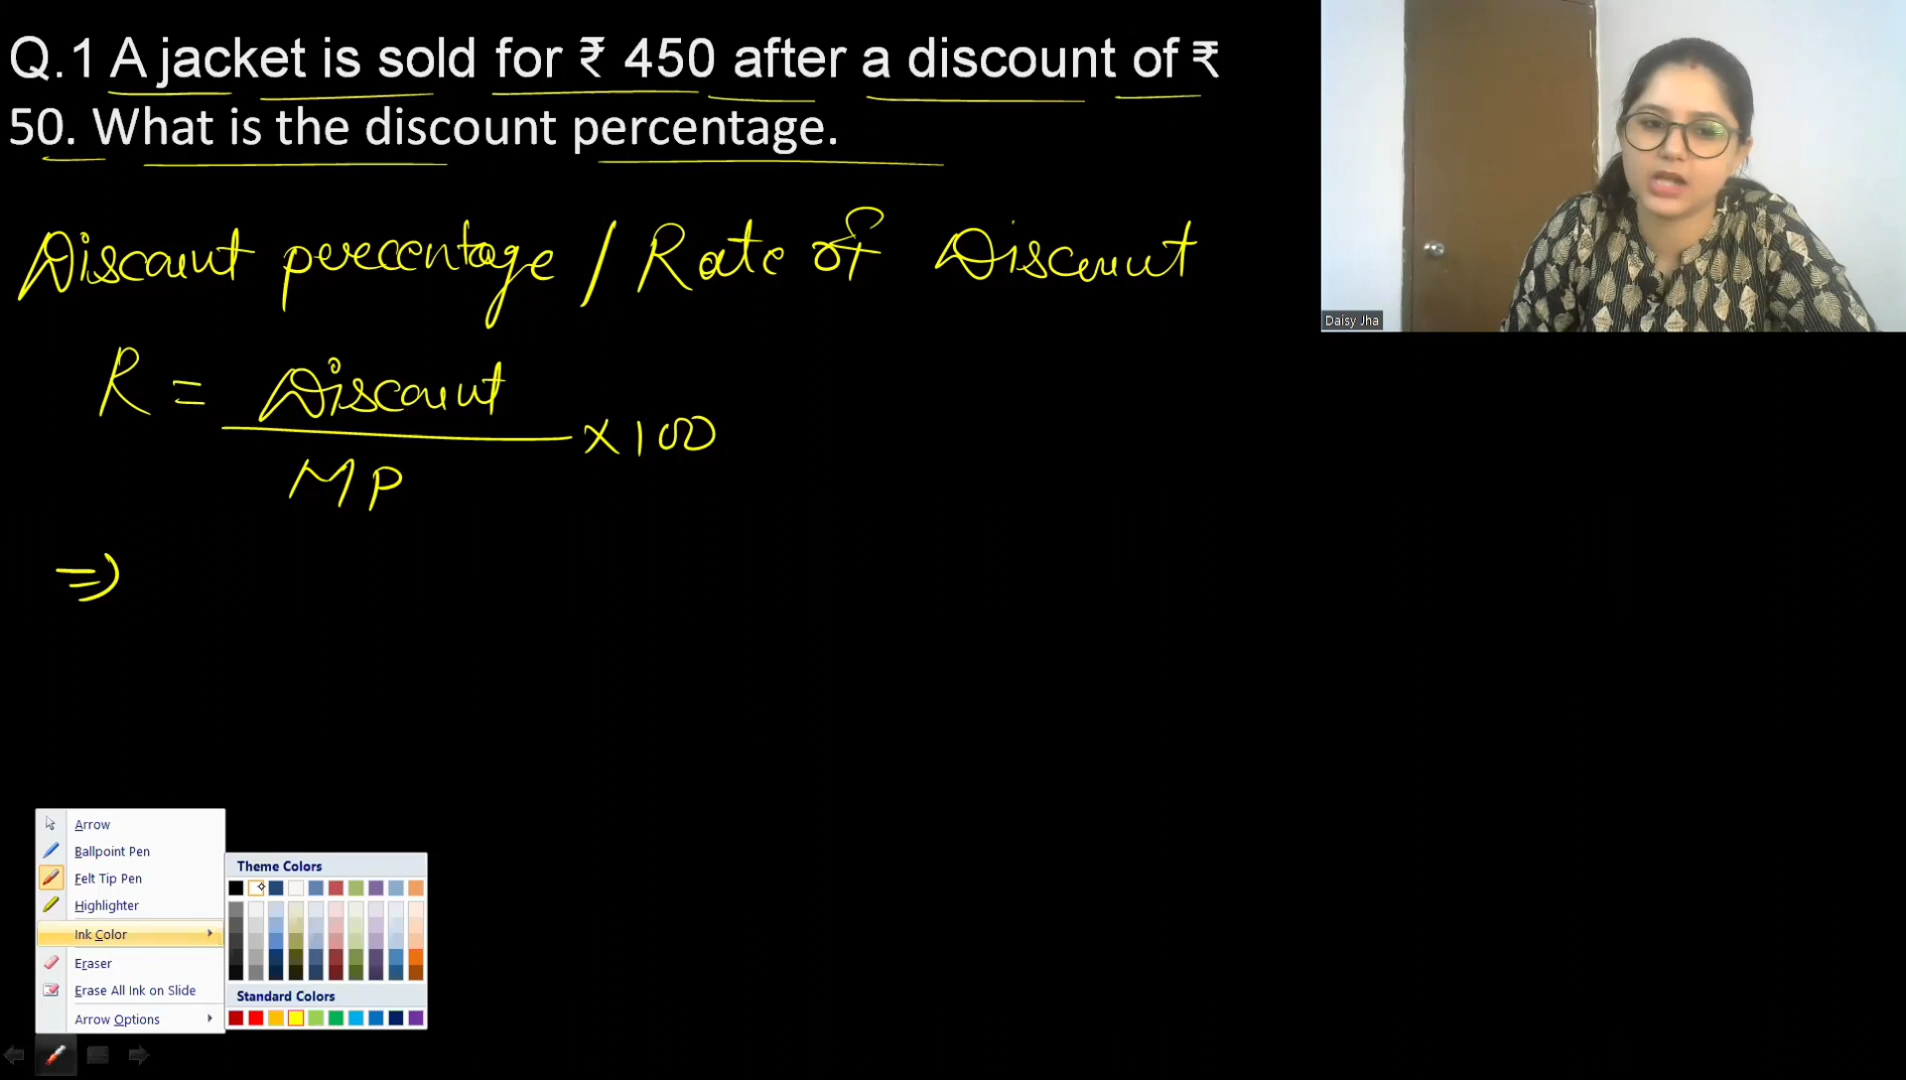 Q.1 A jacket is sold for ₹ 450 after a discount of ₹
50. What is the discount percentage.
Discount percentage / Rate of Discount
R = Discount
× 100
MP
⇒
Daisy Jha
Arrow
Ballpoint Pen
Felt Tip Pen
Highlighter
Ink Color
Eraser
Erase All Ink on Slide
Arrow Options
Theme Colors
Standard Colors